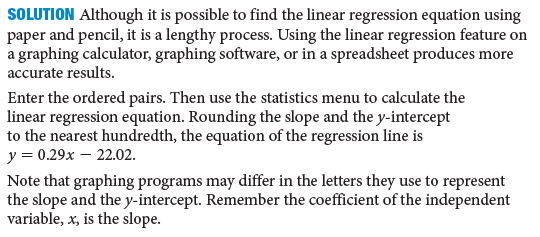 SOLUTION Although it is possible to find the linear regression equation using
paper and pencil, it is a lengthy process. Using the linear regression feature on
a graphing calculator, graphing software, or in a spreadsheet produces more
accurate results.
Enter the ordered pairs. Then use the statistics menu to calculate the
linear regression equation. Rounding the slope and the y-intercept
to the nearest hundredth, the equation of the regression line is
y = 0.29x − 22.02.
Note that graphing programs may differ in the letters they use to represent
the slope and the y-intercept. Remember the coefficient of the independent
variable, x, is the slope.